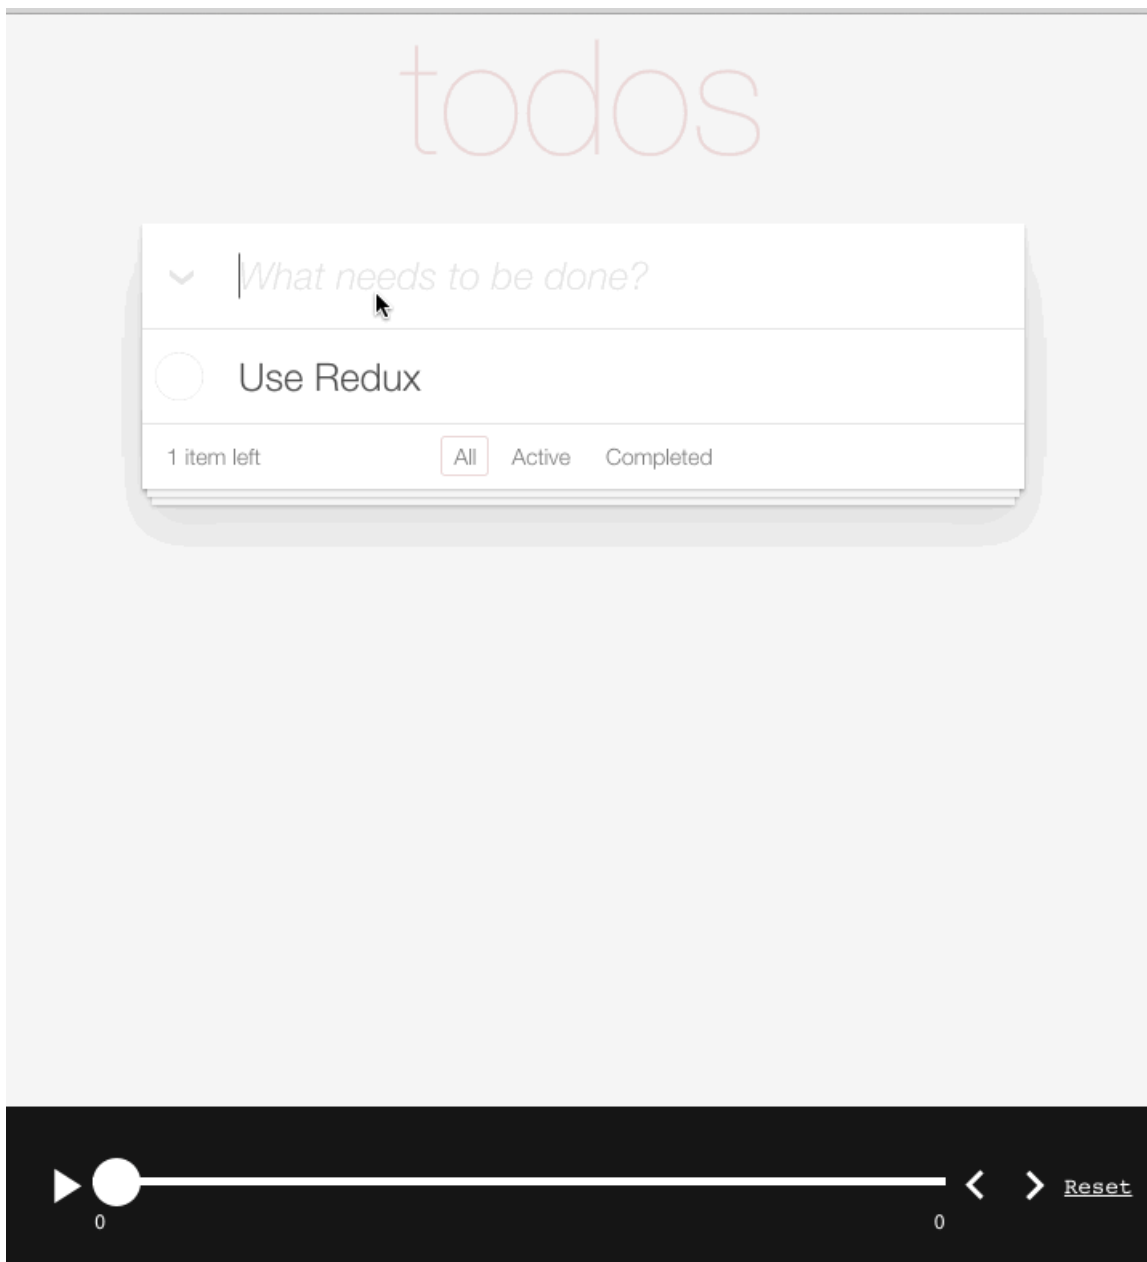 todos
What needs to be done?
Use Redux
1 item left All Active Completed
Reset
0 0